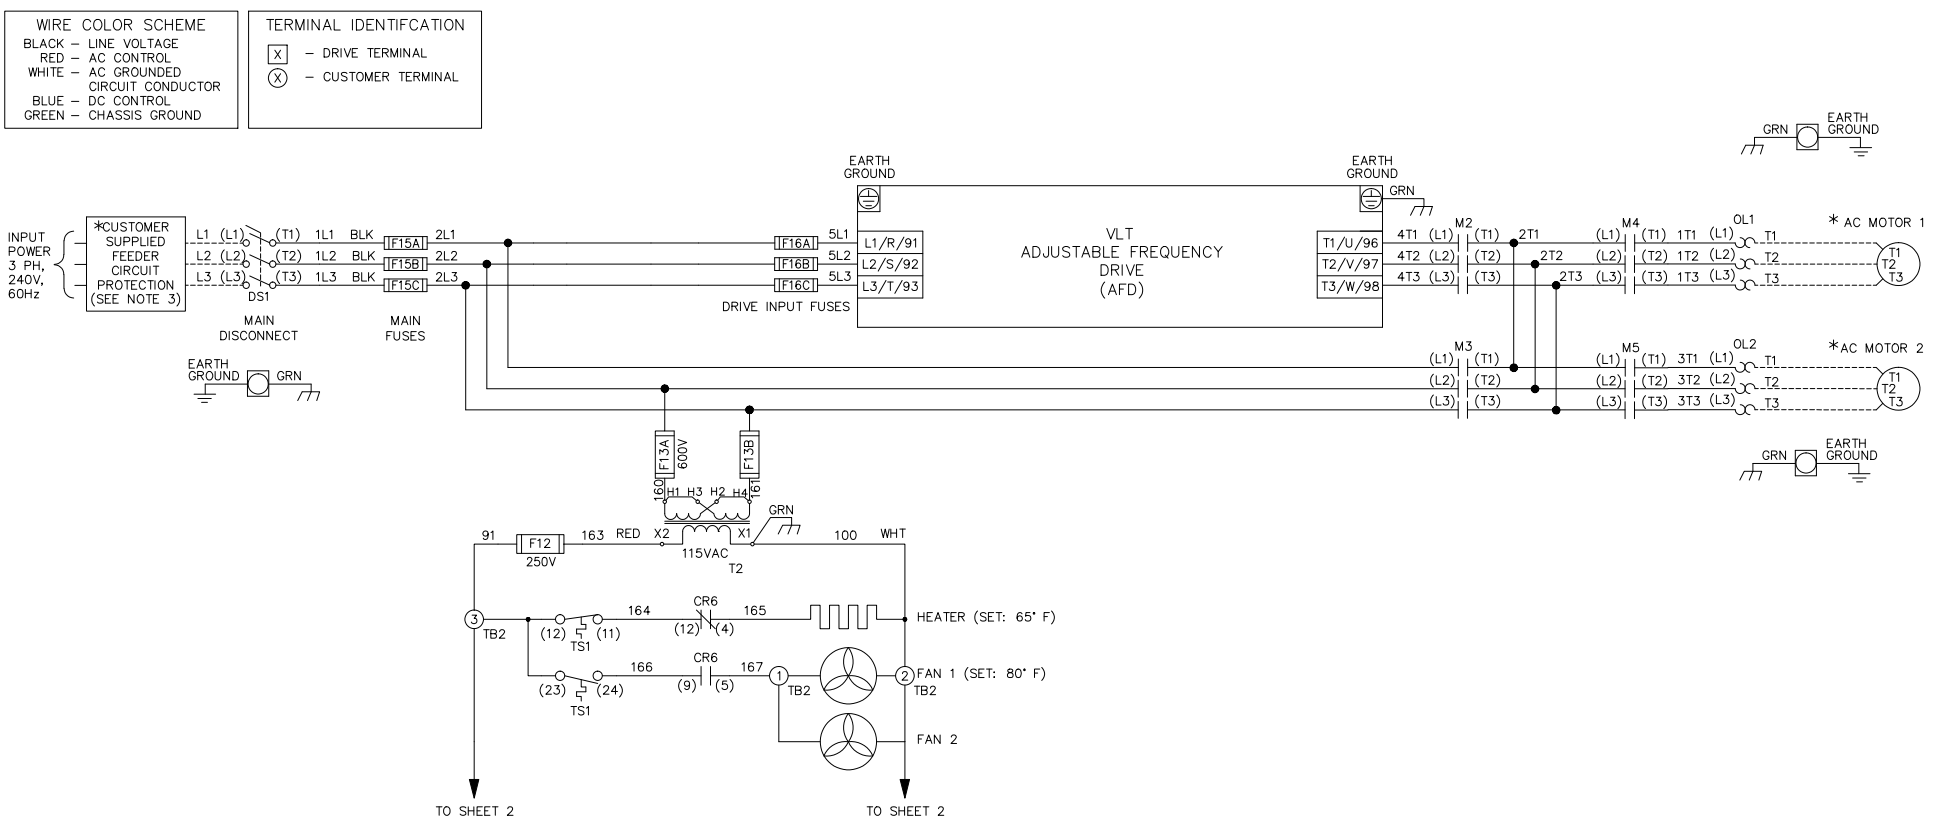 WIRE COLOR SCHEME
BLACK – LINE VOLTAGE
RED – AC CONTROL
WHITE – AC GROUNDED
CIRCUIT CONDUCTOR
BLUE – DC CONTROL
GREEN – CHASSIS GROUND
TERMINAL IDENTIFCATION
X – DRIVE TERMINAL
X – CUSTOMER TERMINAL
GRN
EARTH
GROUND
INPUT
POWER
3 PH,
240V,
60Hz
*CUSTOMER
SUPPLIED
FEEDER
CIRCUIT
PROTECTION
(SEE NOTE 3)
L1 (L1) (T1) 1L1 BLK F15A 2L1
L2 (L2) (T2) 1L2 BLK F15B 2L2
L3 (L3) (T3) 1L3 BLK F15C 2L3
DS1
MAIN
DISCONNECT
MAIN
FUSES
EARTH
GROUND
GRN
F16A 5L1
F16B 5L2
F16C 5L3
DRIVE INPUT FUSES
EARTH
GROUND
L1/R/91
L2/S/92
L3/T/93
VLT
ADJUSTABLE FREQUENCY
DRIVE
(AFD)
EARTH
GROUND
GRN
T1/U/96
T2/V/97
T3/W/98
M2 M4 OL1
4T1 (L1) (T1) 2T1 (L1) (T1) 1T1 (L1) T1
4T2 (L2) (T2) 2T2 (L2) (T2) 1T2 (L2) T2
4T3 (L3) (T3) 2T3 (L3) (T3) 1T3 (L3) T3
* AC MOTOR 1
T1
T2
T3
M3 M5 OL2
(L1) (T1) (L1) (T1) 3T1 (L1) T1
(L2) (T2) (L2) (T2) 3T2 (L2) T2
(L3) (T3) (L3) (T3) 3T3 (L3) T3
*AC MOTOR 2
T1
T2
T3
GRN
EARTH
GROUND
F13A
600V
F13B
160
161
H1 H3 H2 H4
GRN
91 F12 163 RED X2 X1 100 WHT
250V
115VAC
T2
3
TB2
(12) (11)
TS1
164
CR6
(12) (4)
165
HEATER (SET: 65° F)
(23) (24)
TS1
166
CR6
(9) (5)
167
1
TB2
2
TB2
FAN 1 (SET: 80° F)
FAN 2
TO SHEET 2
TO SHEET 2